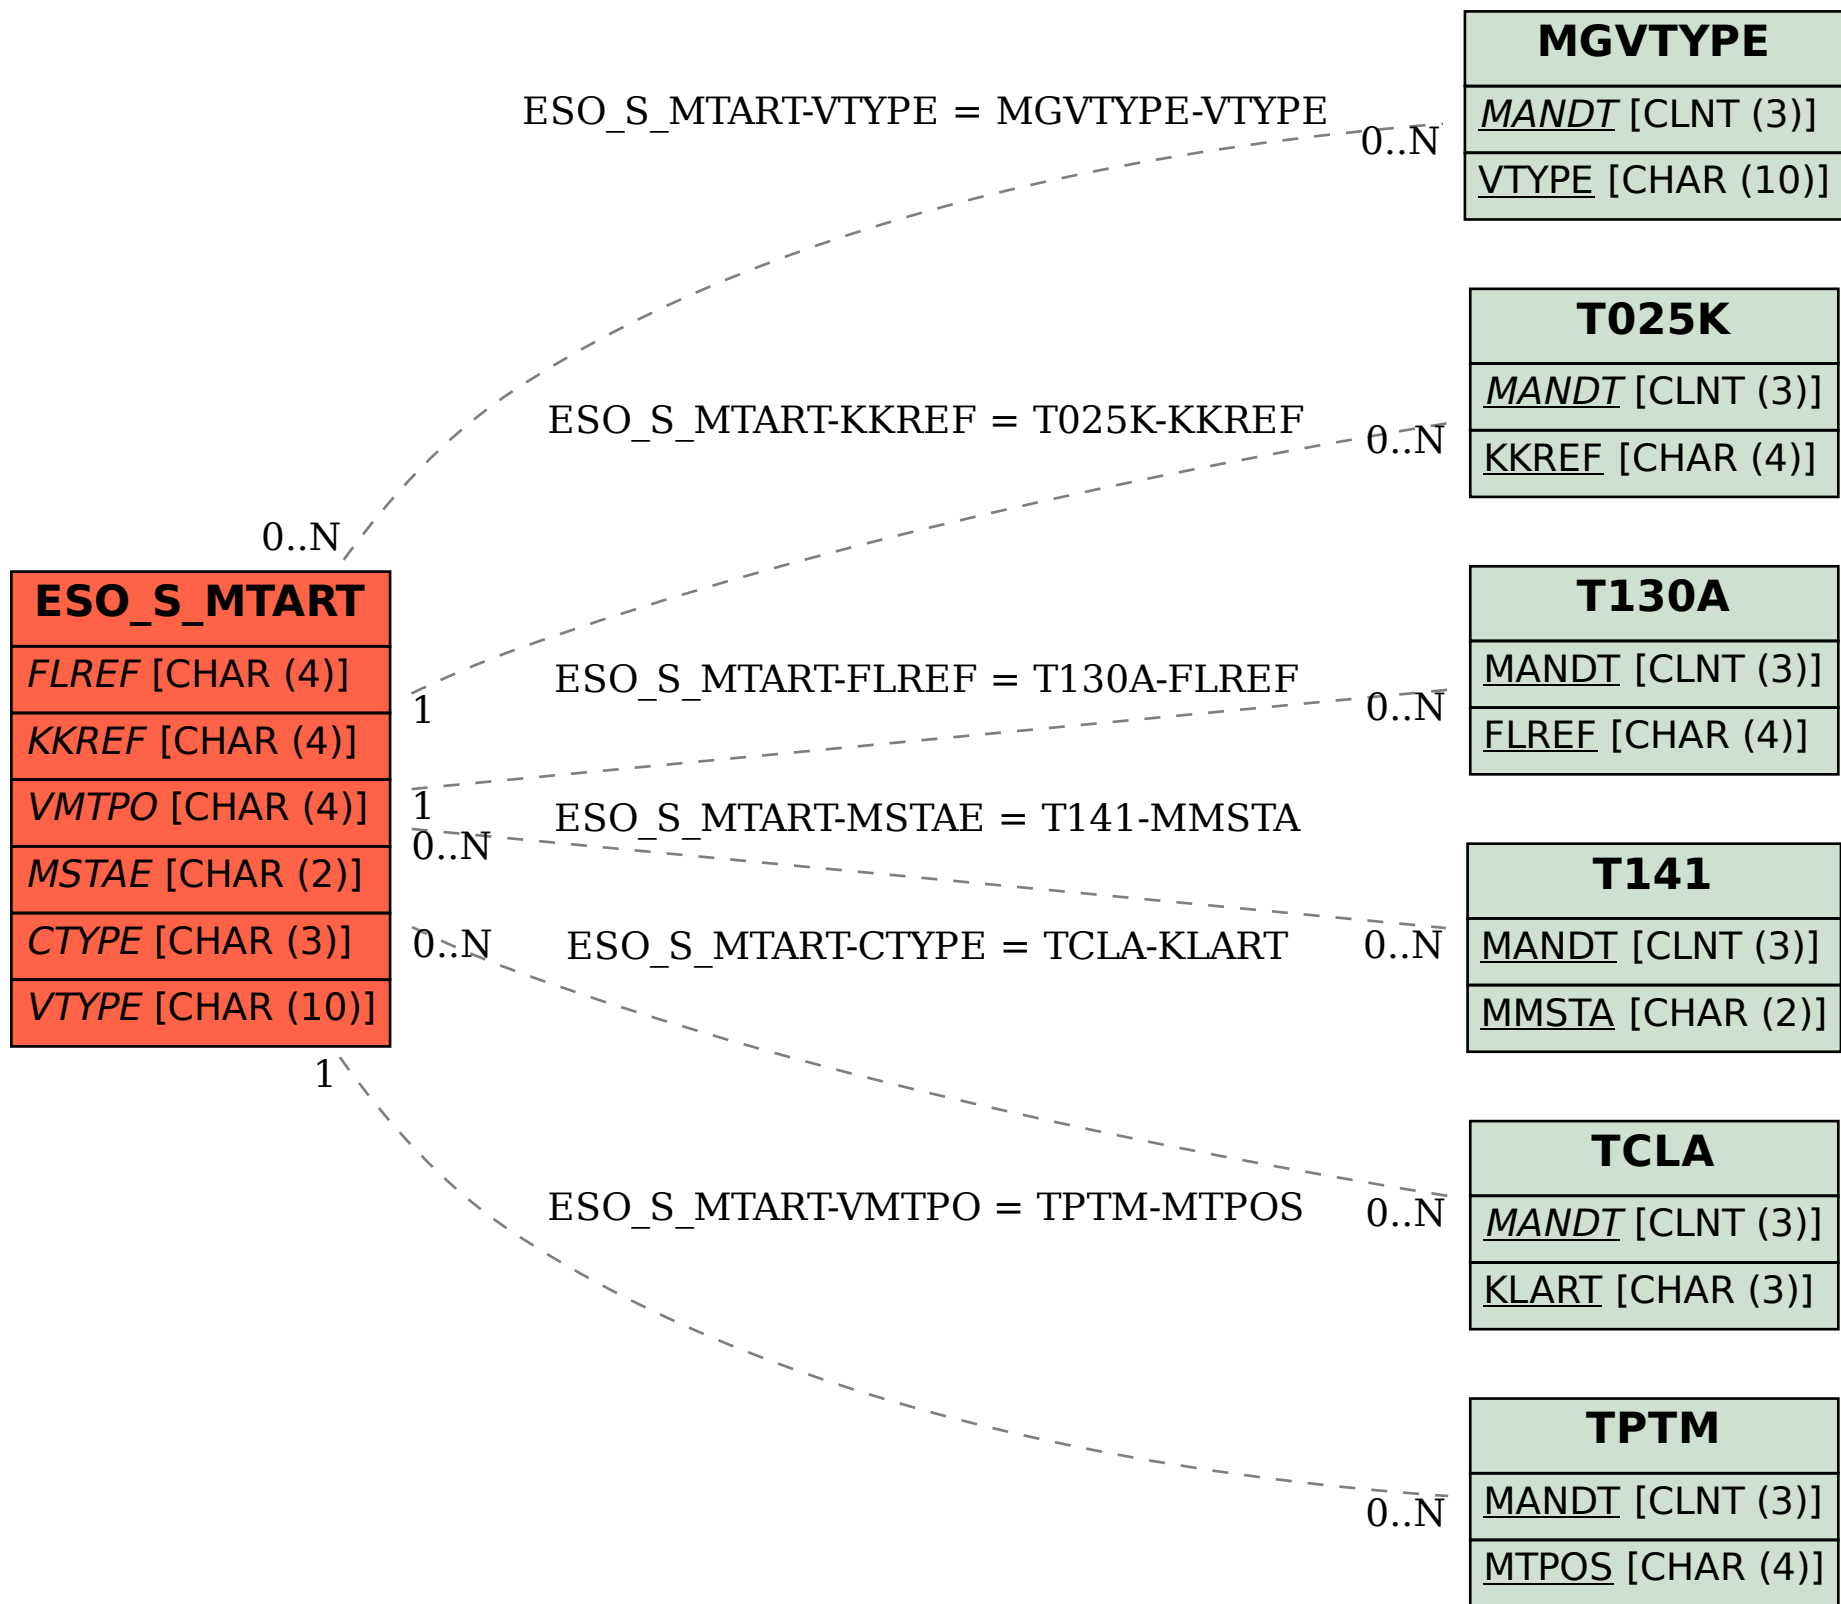 MGVTYPE
MANDT [CLNT (3)]
VTYPE [CHAR (10)]
ESO_S_MTART-VTYPE = MGVTYPE-VTYPE
0..N
0..N
T025K
MANDT [CLNT (3)]
KKREF [CHAR (4)]
ESO_S_MTART-KKREF = T025K-KKREF
0..N
1
ESO_S_MTART
FLREF [CHAR (4)]
KKREF [CHAR (4)]
VMTPO [CHAR (4)]
MSTAE [CHAR (2)]
CTYPE [CHAR (3)]
VTYPE [CHAR (10)]
T130A
MANDT [CLNT (3)]
FLREF [CHAR (4)]
ESO_S_MTART-FLREF = T130A-FLREF
0..N
1
ESO_S_MTART-MSTAE = T141-MMSTA
0..N
0..N
T141
MANDT [CLNT (3)]
MMSTA [CHAR (2)]
ESO_S_MTART-CTYPE = TCLA-KLART
0..N
0..N
TCLA
MANDT [CLNT (3)]
KLART [CHAR (3)]
ESO_S_MTART-VMTPO = TPTM-MTPOS
1
0..N
TPTM
MANDT [CLNT (3)]
MTPOS [CHAR (4)]